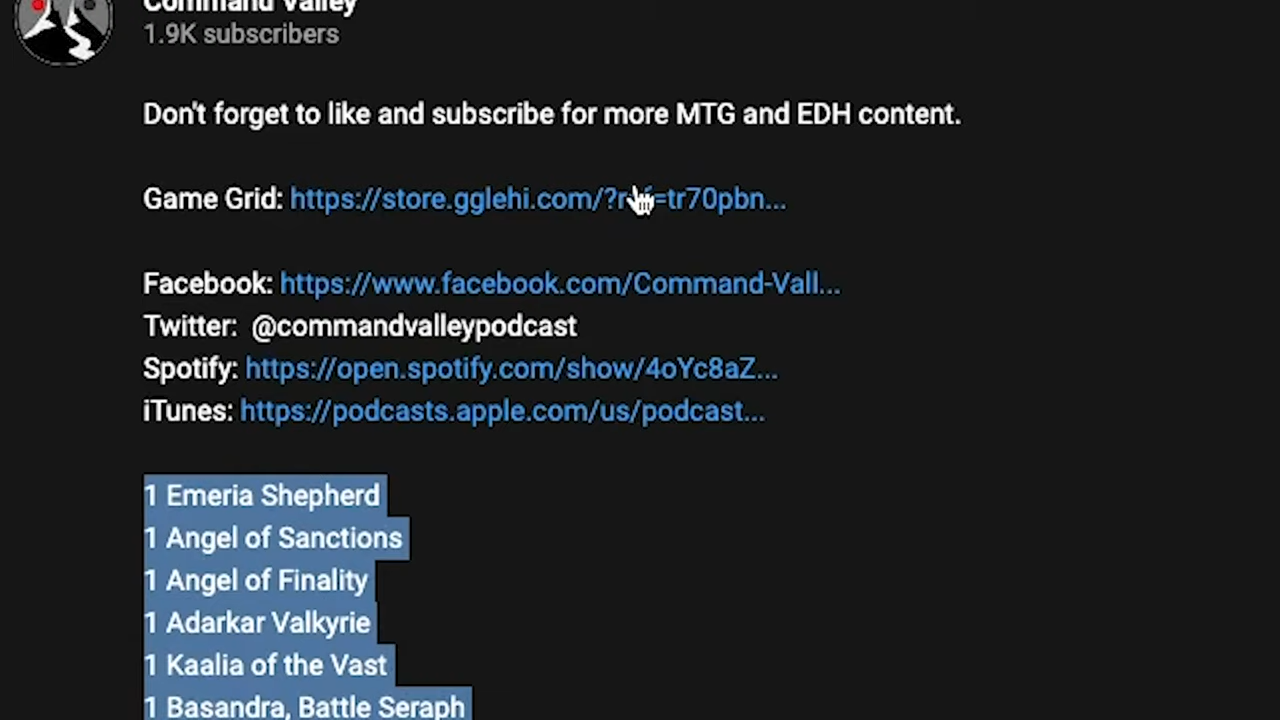 Command Valley
1.9K subscribers
Don't forget to like and subscribe for more MTG and EDH content.
Game Grid: https://store.gglehi.com/?ref=tr70pbn...
Facebook: https://www.facebook.com/Command-Vall...
Twitter: @commandvalleypodcast
Spotify: https://open.spotify.com/show/4oYc8aZ...
iTunes: https://podcasts.apple.com/us/podcast...
1 Emeria Shepherd
1 Angel of Sanctions
1 Angel of Finality
1 Adarkar Valkyrie
1 Kaalia of the Vast
1 Basandra, Battle Seraph